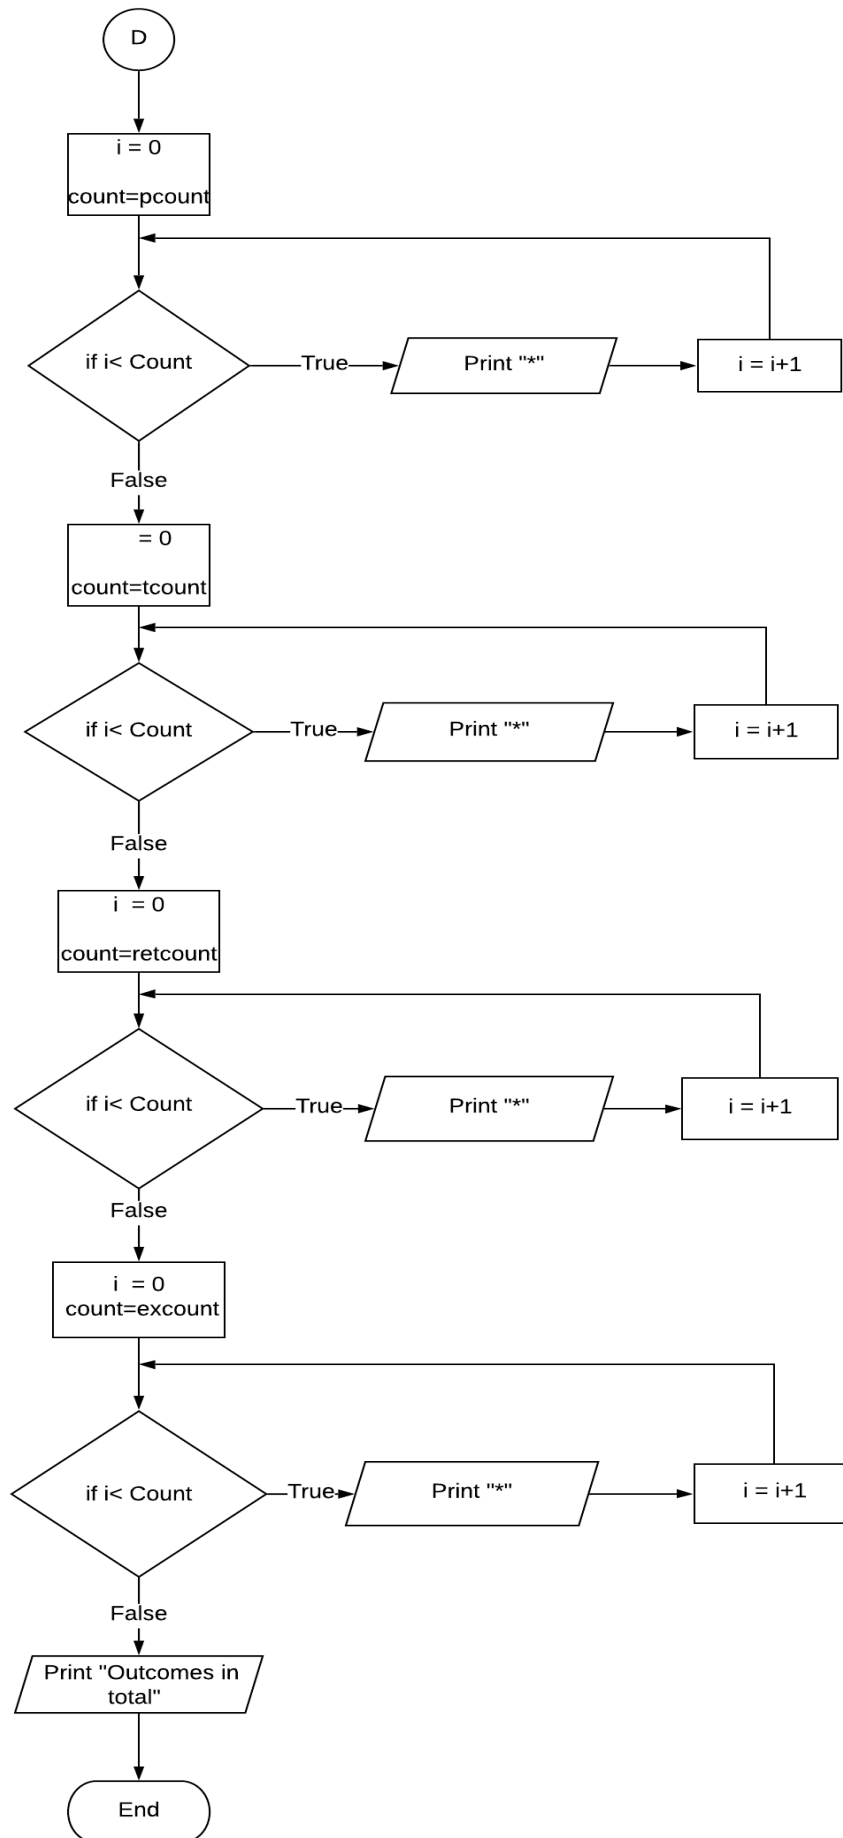 D
i = 0
count=pcount
if i< Count
True
Print "*"
i = i+1
False
= 0
count=tcount
if i< Count
True
Print "*"
i = i+1
False
i = 0
count=retcount
if i< Count
True
Print "*"
i = i+1
False
i = 0
count=excount
if i< Count
True
Print "*"
i = i+1
False
Print "Outcomes in
total"
End